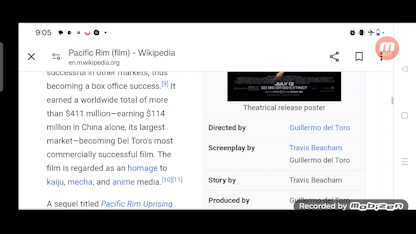 9:05
Pacific Rim (film) – Wikipedia
en.m.wikipedia.org
successful in other markets, thus
becoming a box office success.[9] It
earned a worldwide total of more
than $411 million—earning $114
million in China alone, its largest
market—becoming Del Toro's most
commercially successful film. The
film is regarded as an homage to
kaiju, mecha, and anime media.[10][11]
A sequel titled Pacific Rim Uprising
JULY 12
Theatrical release poster
Directed by Guillermo del Toro
Screenplay by Travis Beacham
Guillermo del Toro
Story by Travis Beacham
Produced by Guillermo del Toro
Recorded by Mobizen